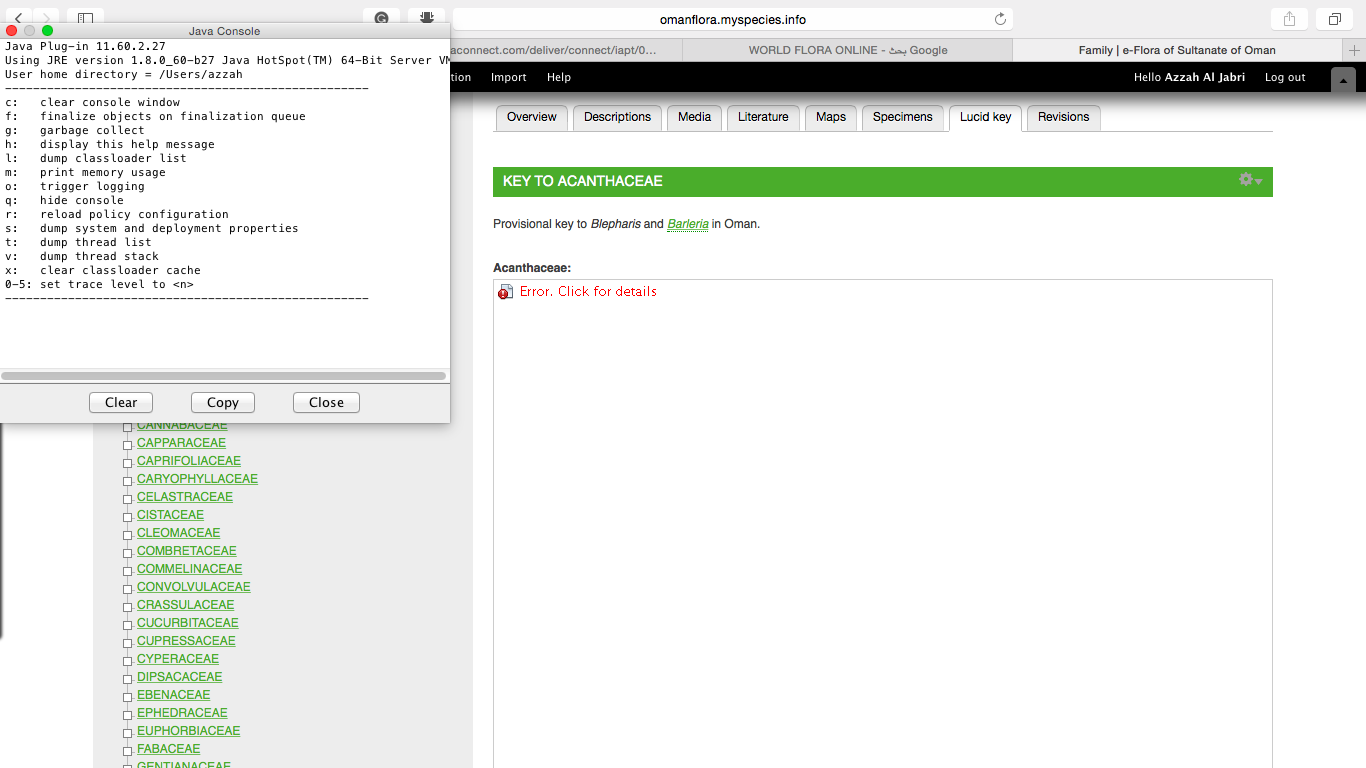 omanflora.myspecies.info
Java Console
aconnect.com/deliver/connect/iapt/0...
WORLD FLORA ONLINE - بحث Google
Family | e-Flora of Sultanate of Oman
Java Plug-in 11.60.2.27
Using JRE version 1.8.0_60-b27 Java HotSpot(TM) 64-Bit Server VM
User home directory = /Users/azzah
----------------------------------------------------
c: clear console window
f: finalize objects on finalization queue
g: garbage collect
h: display this help message
l: dump classloader list
m: print memory usage
o: trigger logging
q: hide console
r: reload policy configuration
s: dump system and deployment properties
t: dump thread list
v: dump thread stack
x: clear classloader cache
0-5: set trace level to <n>
----------------------------------------------------
Clear Copy Close
tion Import Help Hello Azzah Al Jabri Log out
Overview Descriptions Media Literature Maps Specimens Lucid key Revisions
KEY TO ACANTHACEAE
Provisional key to Blepharis and Barleria in Oman.
Acanthaceae:
Error. Click for details
CANNABACEAE
CAPPARACEAE
CAPRIFOLIACEAE
CARYOPHYLLACEAE
CELASTRACEAE
CISTACEAE
CLEOMACEAE
COMBRETACEAE
COMMELINACEAE
CONVOLVULACEAE
CRASSULACEAE
CUCURBITACEAE
CUPRESSACEAE
CYPERACEAE
DIPSACACEAE
EBENACEAE
EPHEDRACEAE
EUPHORBIACEAE
FABACEAE
GENTIANACEAE